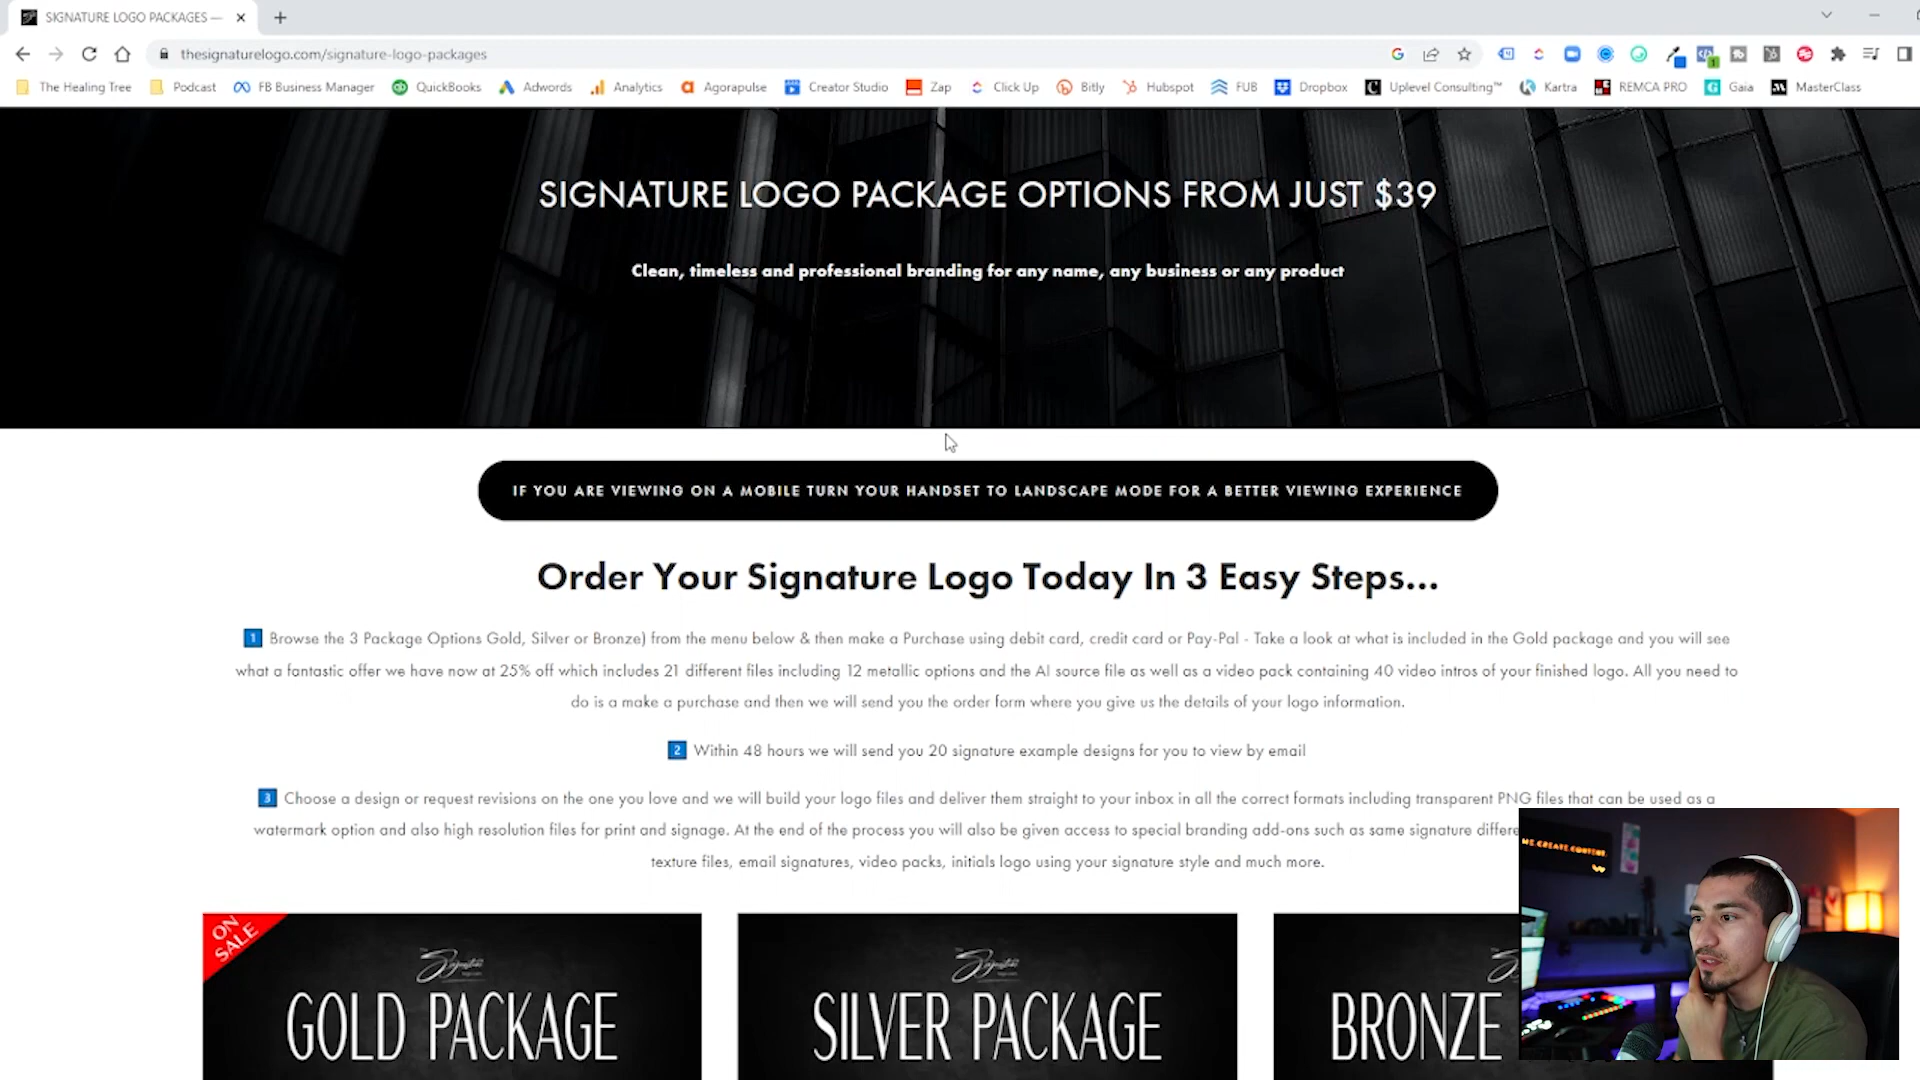 SIGNATURE LOGO PACKAGES —
thesignaturelogo.com/signature-logo-packages
The Healing Tree Podcast FB Business Manager QuickBooks Adwords Analytics Agorapulse Creator Studio Zap Click Up Bitly Hubspot FUB Dropbox Uplevel Consulting™ Kartra REMCA PRO Gaia MasterClass
SIGNATURE LOGO PACKAGE OPTIONS FROM JUST $39
Clean, timeless and professional branding for any name, any business or any product
IF YOU ARE VIEWING ON A MOBILE TURN YOUR HANDSET TO LANDSCAPE MODE FOR A BETTER VIEWING EXPERIENCE
Order Your Signature Logo Today In 3 Easy Steps...
1 Browse the 3 Package Options Gold, Silver or Bronze) from the menu below & then make a Purchase using debit card, credit card or Pay-Pal - Take a look at what is included in the Gold package and you will see
what a fantastic offer we have now at 25% off which includes 21 different files including 12 metallic options and the AI source file as well as a video pack containing 40 video intros of your finished logo. All you need to
do is a make a purchase and then we will send you the order form where you give us the details of your logo information.
2 Within 48 hours we will send you 20 signature example designs for you to view by email
3 Choose a design or request revisions on the one you love and we will build your logo files and deliver them straight to your inbox in all the correct formats including transparent PNG files that can be used as a
watermark option and also high resolution files for print and signage. At the end of the process you will also be given access to special branding add-ons such as same signature differe
texture files, email signatures, video packs, initials logo using your signature style and much more.
ON SALE
GOLD PACKAGE
SILVER PACKAGE
BRONZE
WE.CREATE.CONTENT.